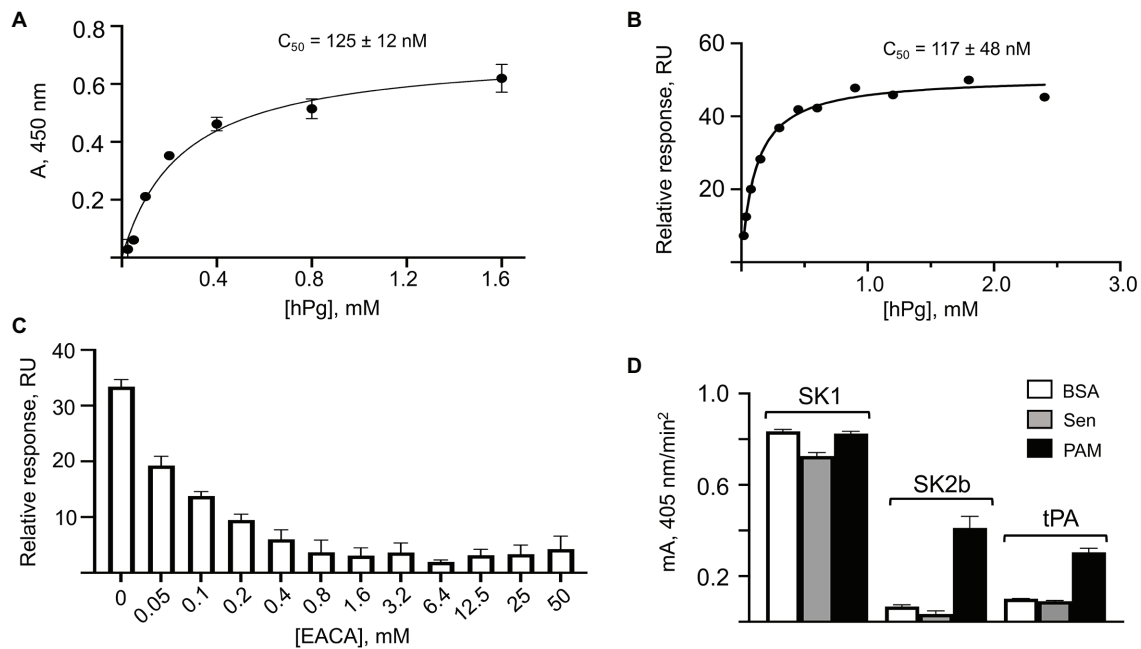 A
C50 = 125 ± 12 nM
A, 450 nm
0.8
0.6
0.4
0.2
0.4
0.8
1.2
1.6
[hPg], mM
B
C50 = 117 ± 48 nM
Relative response, RU
60
40
20
1.0
2.0
3.0
[hPg], mM
C
Relative response, RU
40
30
20
10
0
0.05
0.1
0.2
0.4
0.8
1.6
3.2
6.4
12.5
25
50
[EACA], mM
D
mA, 405 nm/min²
1.0
0.6
0.2
SK1
SK2b
tPA
BSA
Sen
PAM